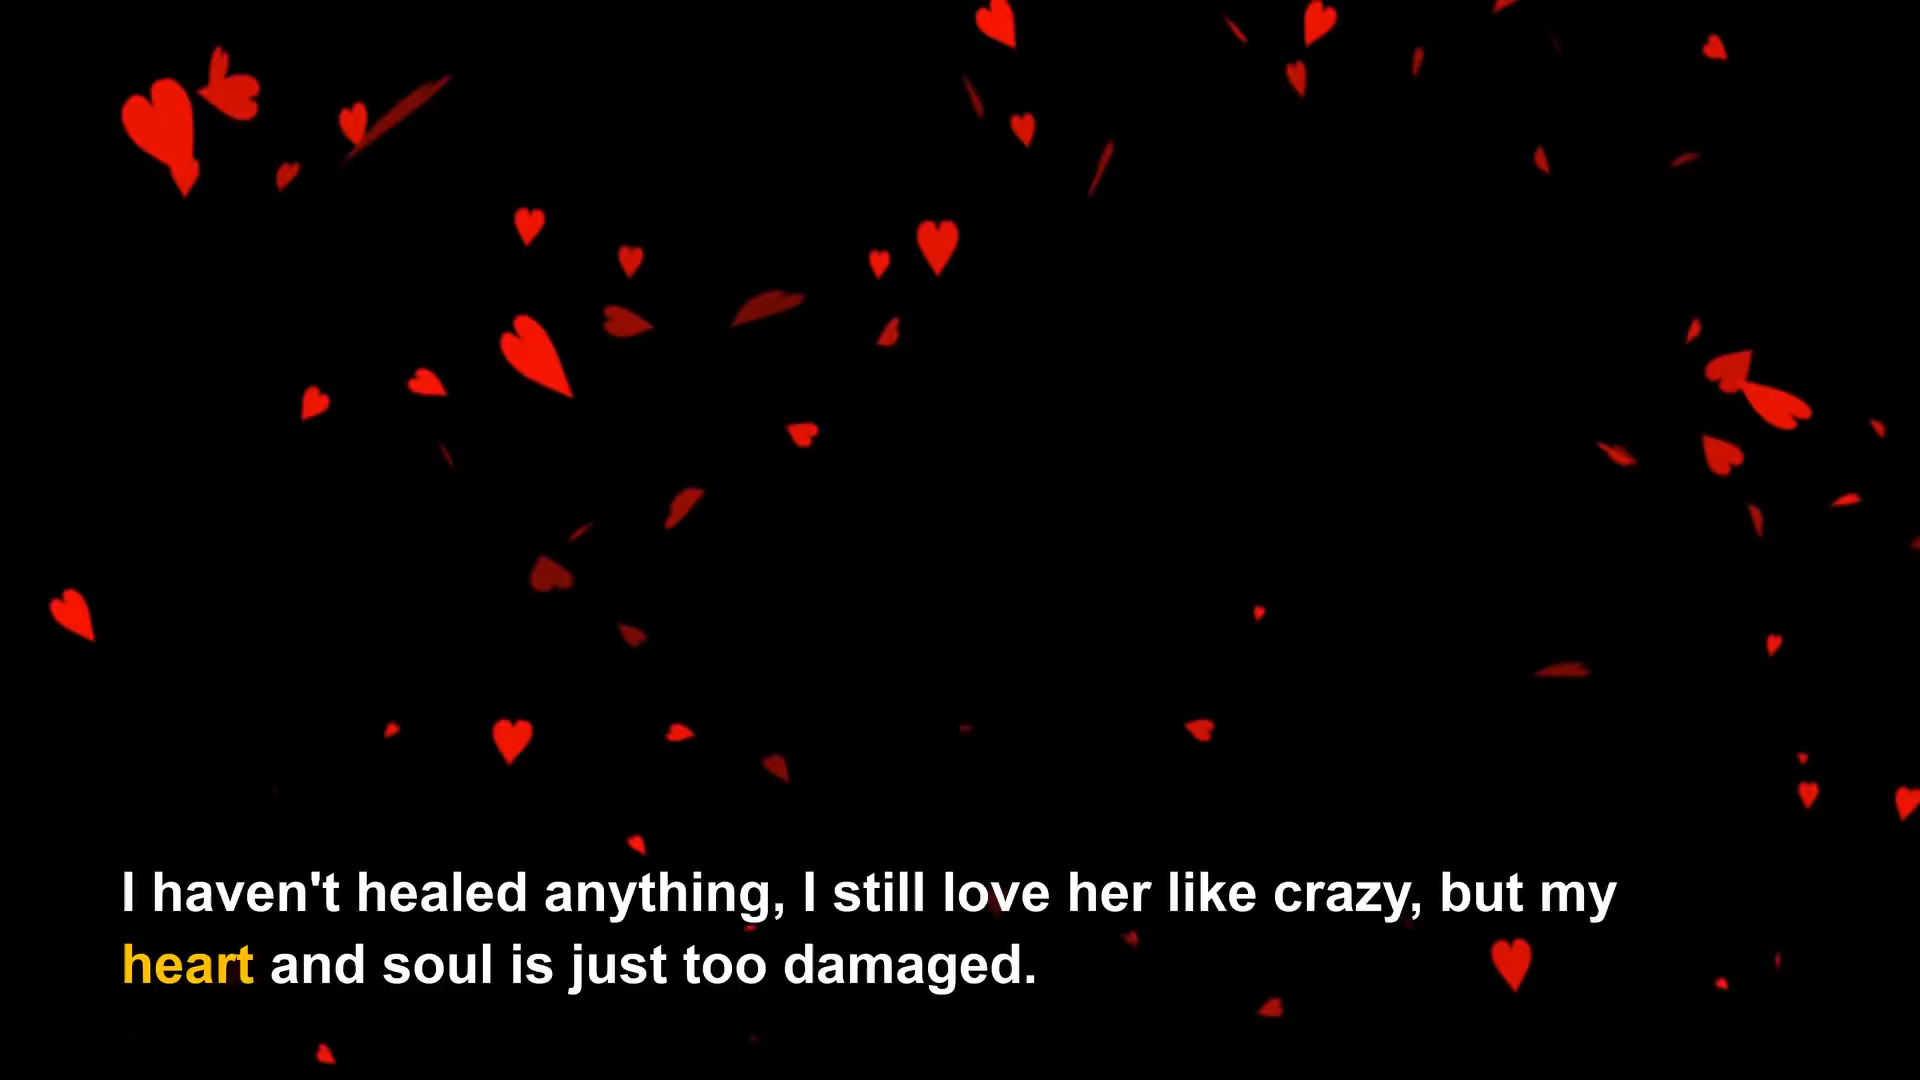 I haven't healed anything, I still love her like crazy, but my
heart and soul is just too damaged.